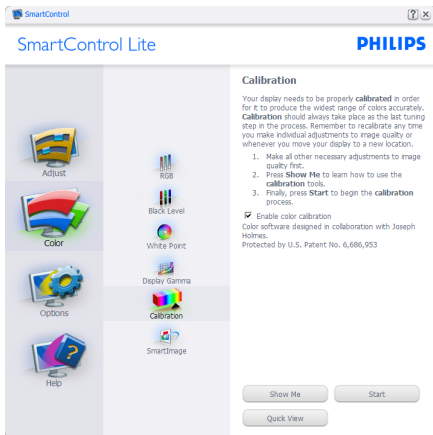 SmartControl
SmartControl Lite
PHILIPS
Adjust
Color
Options
Help
RGB
Black Level
White Point
Display Gamma
Calibration
SmartImage
Calibration
Your display needs to be properly calibrated in order
for it to produce the widest range of colors accurately.
Calibration should always take place as the last tuning
step in the process. Remember to recalibrate any time
you make individual adjustments to image quality or
whenever you move your display to a new location.
1. Make all other necessary adjustments to image
quality first.
2. Press Show Me to learn how to use the
calibration tools.
3. Finally, press Start to begin the calibration
process.
Enable color calibration
Color software designed in collaboration with Joseph
Holmes.
Protected by U.S. Patent No. 6,686,953
Show Me
Start
Quick View